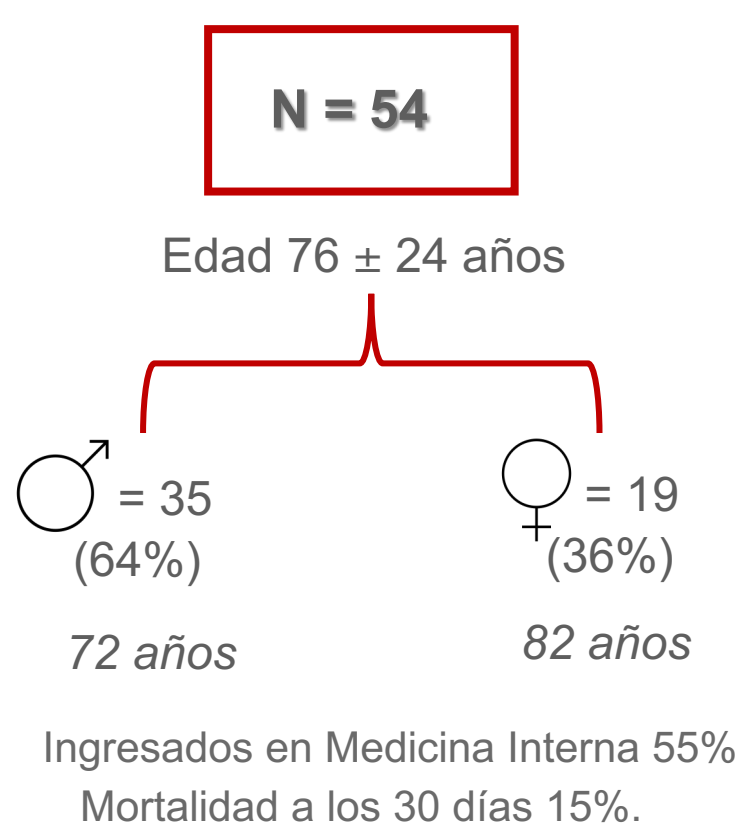 N = 54
Edad 76 ± 24 años
= 35
(64%)
= 19
(36%)
72 años
82 años
Ingresados en Medicina Interna 55%
Mortalidad a los 30 días 15%.